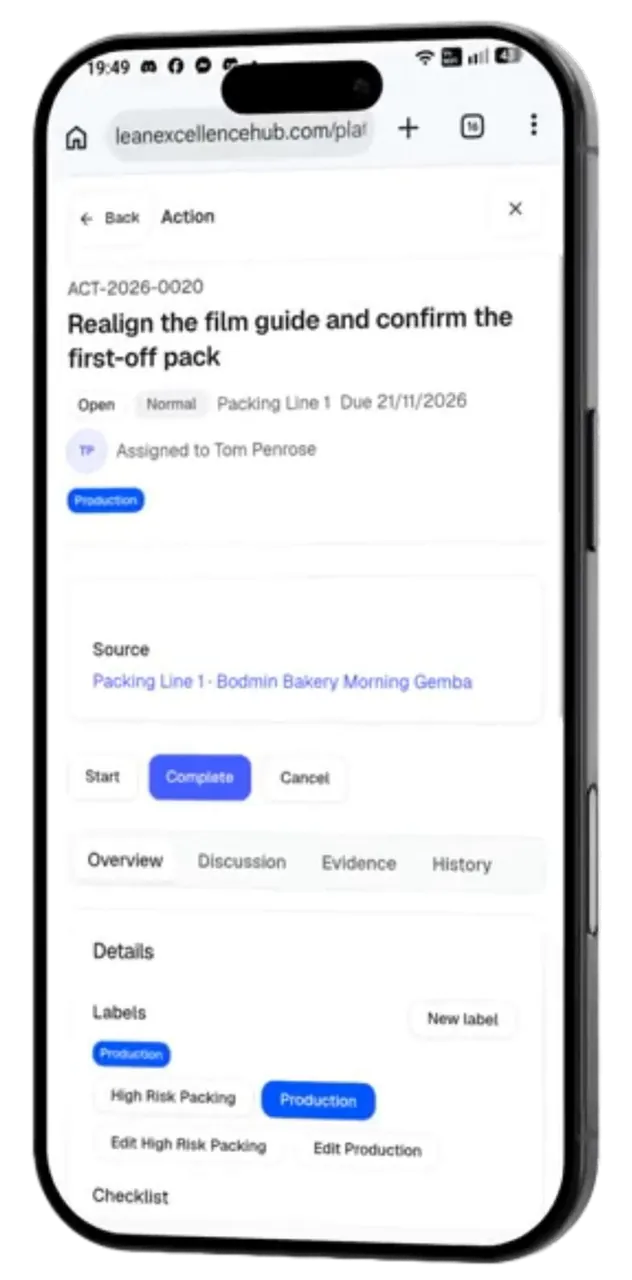 19:49
leanexcellencehub.com/plat
16
← Back Action ×
ACT-2026-0020
Realign the film guide and confirm the
first-off pack
Open Normal Packing Line 1 Due 21/11/2026
TP Assigned to Tom Penrose
Production
Source
Packing Line 1 · Bodmin Bakery Morning Gemba
Start Complete Cancel
Overview Discussion Evidence History
Details
Labels New label
Production
High Risk Packing Production
Edit High Risk Packing Edit Production
Checklist